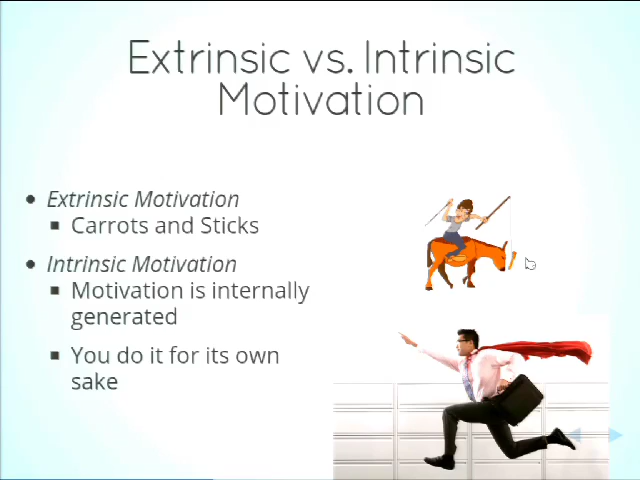 Extrinsic vs. Intrinsic
Motivation
Extrinsic Motivation
Carrots and Sticks
Intrinsic Motivation
Motivation is internally
generated
You do it for its own
sake